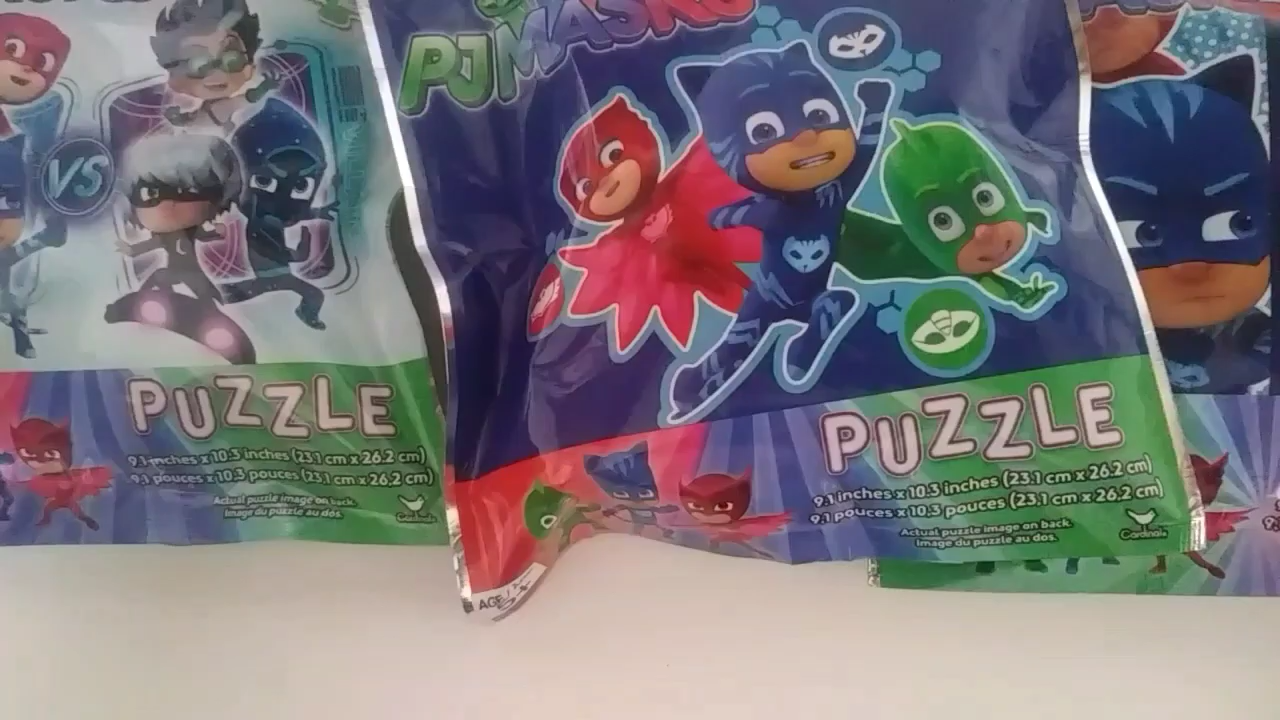 PJ MASKS
VS
PUZZLE
9.1 inches x 10.3 inches (23.1 cm x 26.2 cm)
9.1 pouces x 10.3 pouces (23.1 cm x 26.2 cm)
Actual puzzle image on back.
Image du puzzle au dos.
Cardinal
PUZZLE
9.1 inches x 10.3 inches (23.1 cm x 26.2 cm)
9.1 pouces x 10.3 pouces (23.1 cm x 26.2 cm)
Actual puzzle image on back.
Image du puzzle au dos.
Cardinal